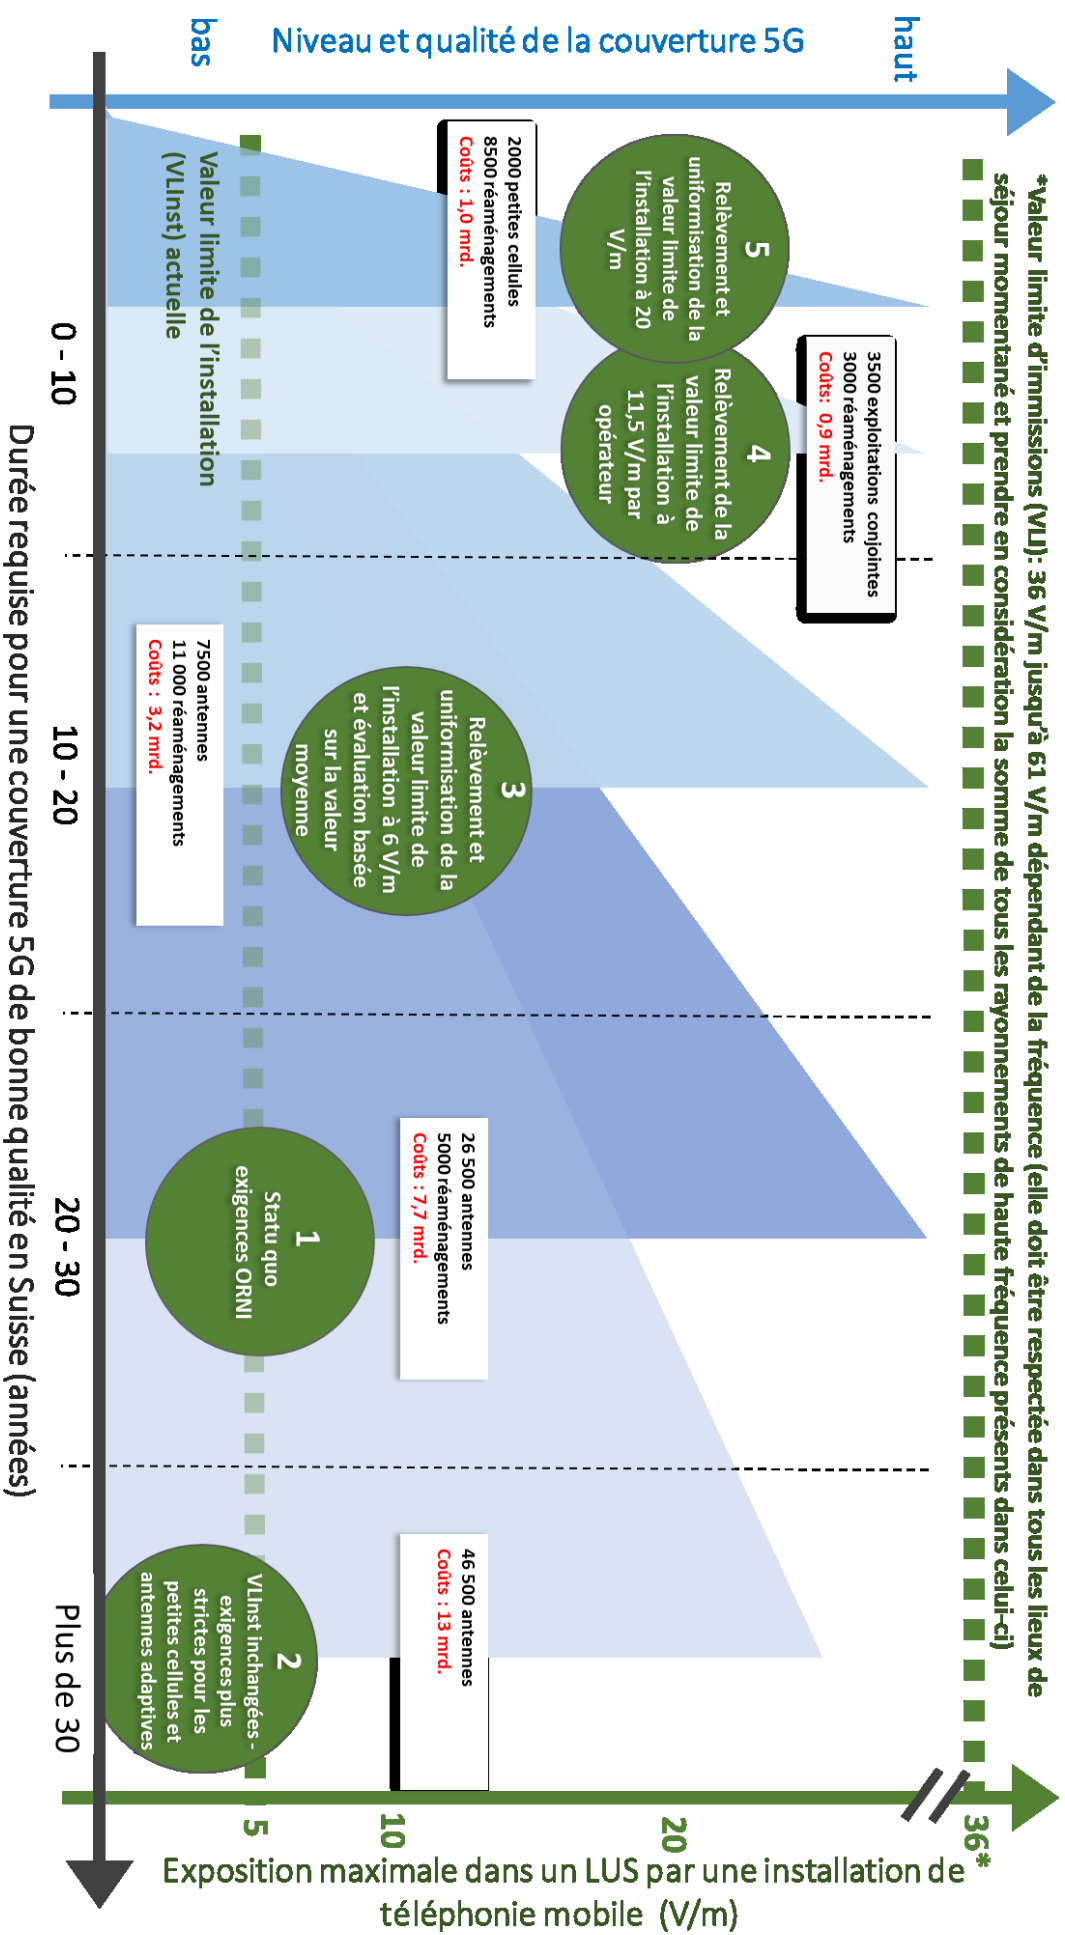 *Valeur limite d'immissions (VLI): 36 V/m jusqu'à 61 V/m dépendant de la fréquence (elle doit être respectée dans tous les lieux de
séjour momentané et prendre en considération la somme de tous les rayonnements de haute fréquence présents dans celui-ci)
haut
Niveau et qualité de la couverture 5G
bas
3500 exploitations conjointes
3000 réaménagements
Coûts: 0,9 mrd.
5
Relèvement et
uniformisation de la
valeur limite de
l'installation à 20
V/m
4
Relèvement de la
valeur limite de
l'installation à
11,5 V/m par
opérateur
2000 petites cellules
8500 réaménagements
Coûts : 1,0 mrd.
3
Relèvement et
uniformisation de la
valeur limite de
l'installation à 6 V/m
et évaluation basée
sur la valeur
moyenne
26 500 antennes
5000 réaménagements
Coûts : 7,7 mrd.
46 500 antennes
Coûts : 13 mrd.
Valeur limite de l'installation
(VLInst) actuelle
7500 antennes
11 000 réaménagements
Coûts : 3,2 mrd.
1
Statu quo
exigences ORNI
2
VLInst inchangées -
exigences plus
strictes pour les
petites cellules et
antennes adaptives
36*
20
10
5
Exposition maximale dans un LUS par une installation de
téléphonie mobile (V/m)
0 - 10
10 - 20
20 - 30
Plus de 30
Durée requise pour une couverture 5G de bonne qualité en Suisse (années)